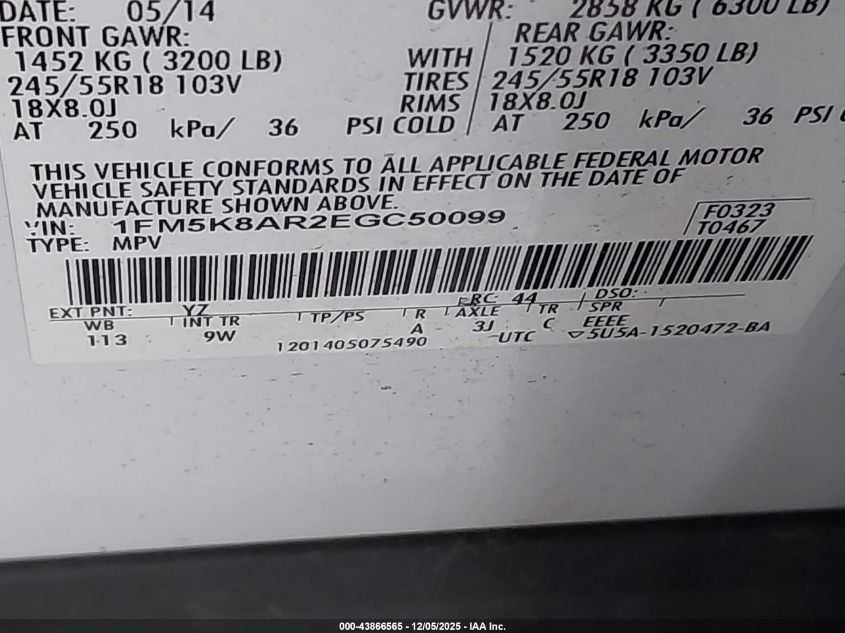 DATE: 05/14 GVWR: 2858 KG ( 6300 LB)
FRONT GAWR: REAR GAWR:
1452 KG ( 3200 LB) WITH 1520 KG ( 3350 LB)
245/55R18 103V TIRES 245/55R18 103V
18X8.0J RIMS 18X8.0J
AT 250 kPa/ 36 PSI COLD AT 250 kPa/ 36 PSI
THIS VEHICLE CONFORMS TO ALL APPLICABLE FEDERAL MOTOR
VEHICLE SAFETY STANDARDS IN EFFECT ON THE DATE OF
MANUFACTURE SHOWN ABOVE.
VIN: 1FM5K8AR2EGC50099 F0323
TYPE: MPV T0467
EXT PNT: YZ RC: 44 DSO:
WB INT TR TP/PS R AXLE TR SPR
113 9W A 3J C EEEE
1201405075490 UTC ▽5U5A-1520472-BA
000-43866565 - 12/05/2025 - IAA Inc.